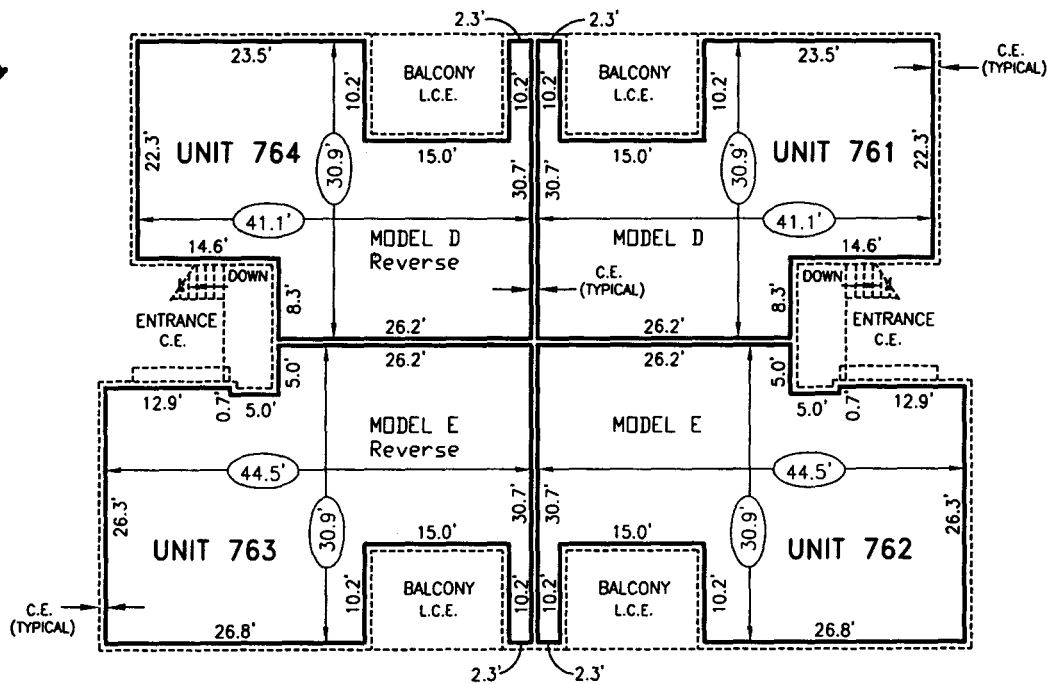 2.3'
2.3'
23.5'
23.5'
C.E.
(TYPICAL)
BALCONY
L.C.E.
BALCONY
L.C.E.
10.2'
10.2'
10.2'
10.2'
22.3'
UNIT 764
30.9'
15.0'
30.7'
30.7'
15.0'
30.9'
UNIT 761
22.3'
41.1'
41.1'
MODEL D
Reverse
MODEL D
14.6'
14.6'
DOWN
DOWN
C.E.
(TYPICAL)
8.3'
8.3'
ENTRANCE
C.E.
ENTRANCE
C.E.
26.2'
26.2'
26.2'
26.2'
5.0'
5.0'
12.9'
0.7'
5.0'
5.0'
0.7'
12.9'
MODEL E
Reverse
MODEL E
44.5'
44.5'
26.3'
30.9'
30.7'
30.7'
30.9'
26.3'
15.0'
15.0'
UNIT 763
UNIT 762
10.2'
BALCONY
L.C.E.
10.2'
10.2'
BALCONY
L.C.E.
10.2'
C.E.
(TYPICAL)
26.8'
26.8'
2.3'
2.3'